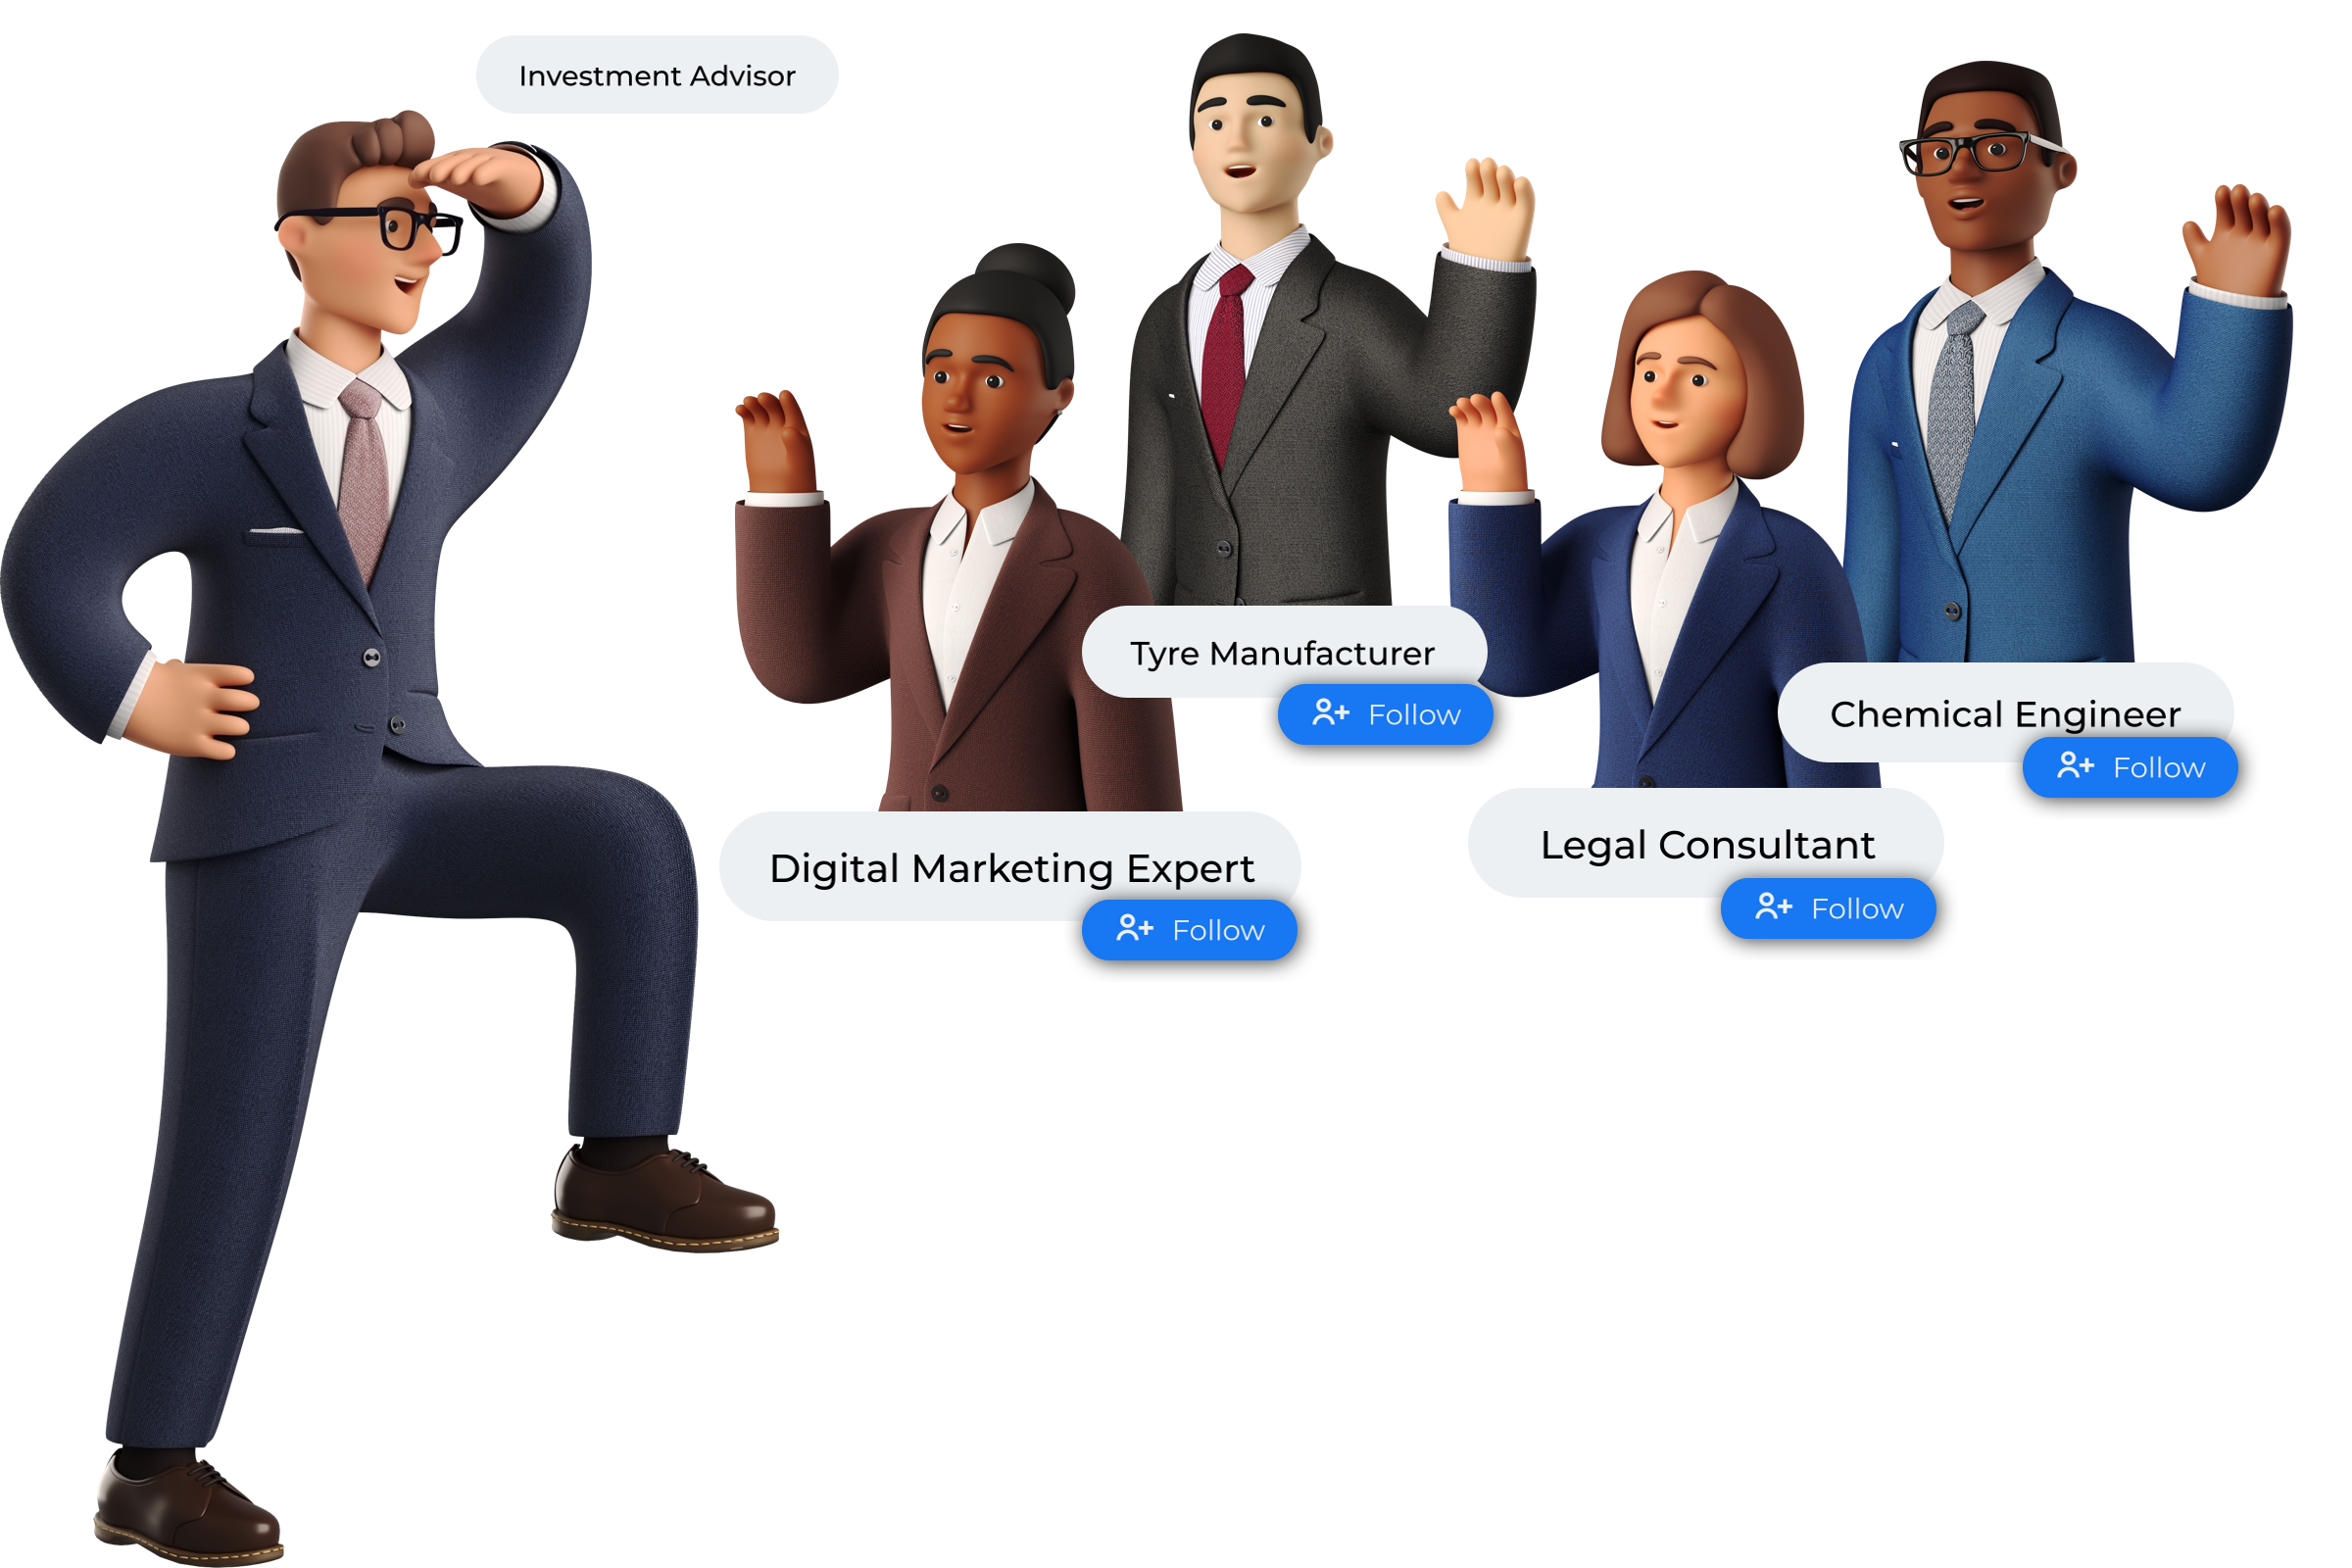 Investment Advisor
Tyre Manufacturer
Follow
Chemical Engineer
Follow
Digital Marketing Expert
Follow
Legal Consultant
Follow